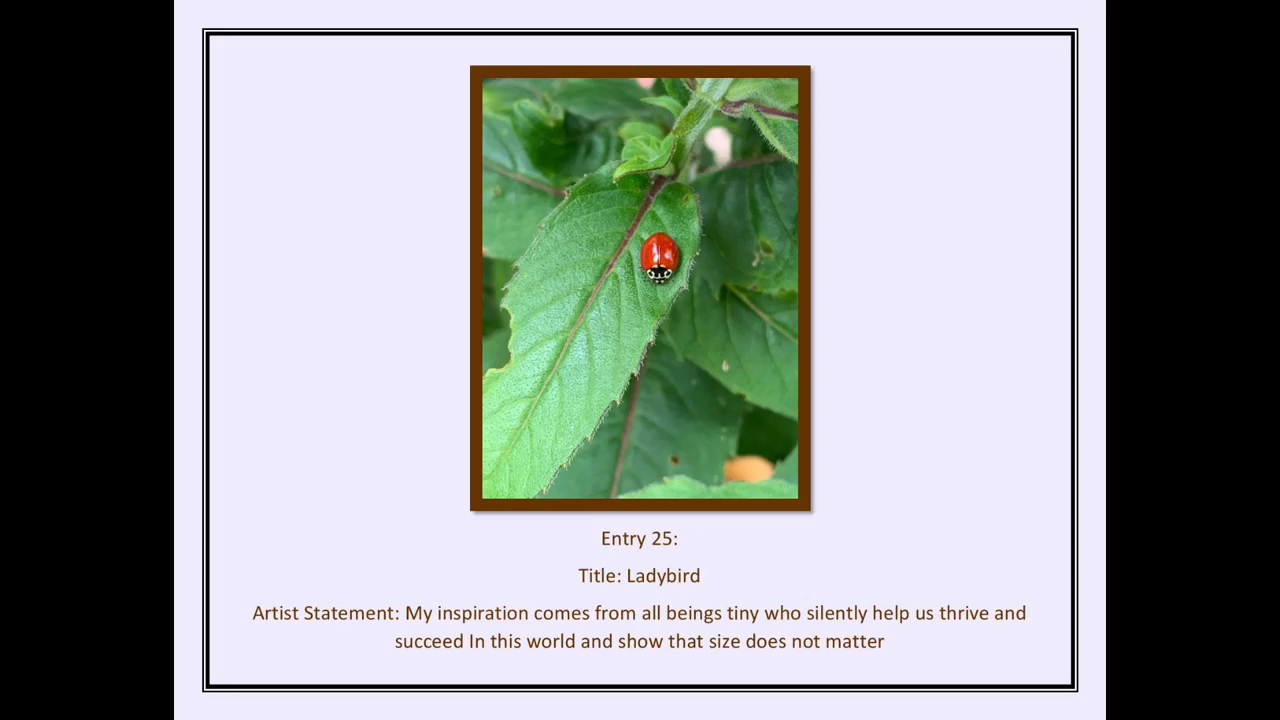 Entry 25:
Title: Ladybird
Artist Statement: My inspiration comes from all beings tiny who silently help us thrive and
succeed In this world and show that size does not matter